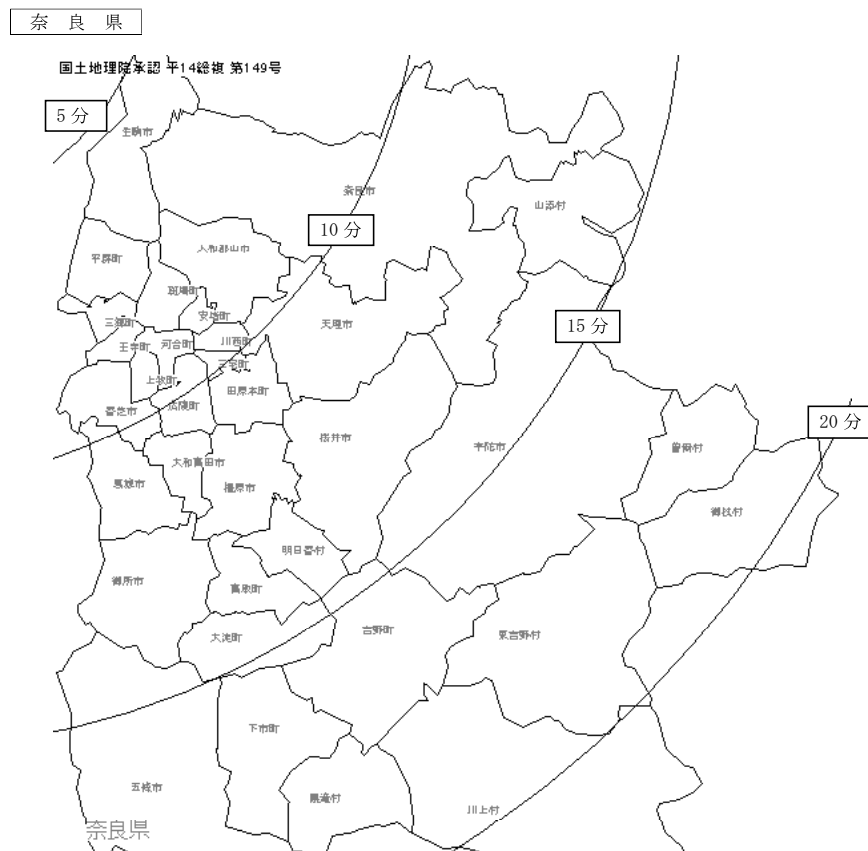 奈良県
国土地理院承認 平14総複 第149号
5分
生駒市
奈良市
山添村
10分
大和郡山市
平群町
斑鳩町
安堵町
三郷町
天理市
15分
王寺町
河合町
川西町
三宅町
上牧町
田原本町
香芝市
広陵町
20分
桜井市
宇陀市
曽爾村
大和高田市
葛城市
橿原市
御杖村
明日香村
御所市
高取町
大淀町
吉野町
東吉野村
下市町
五條市
黒滝村
川上村
奈良県